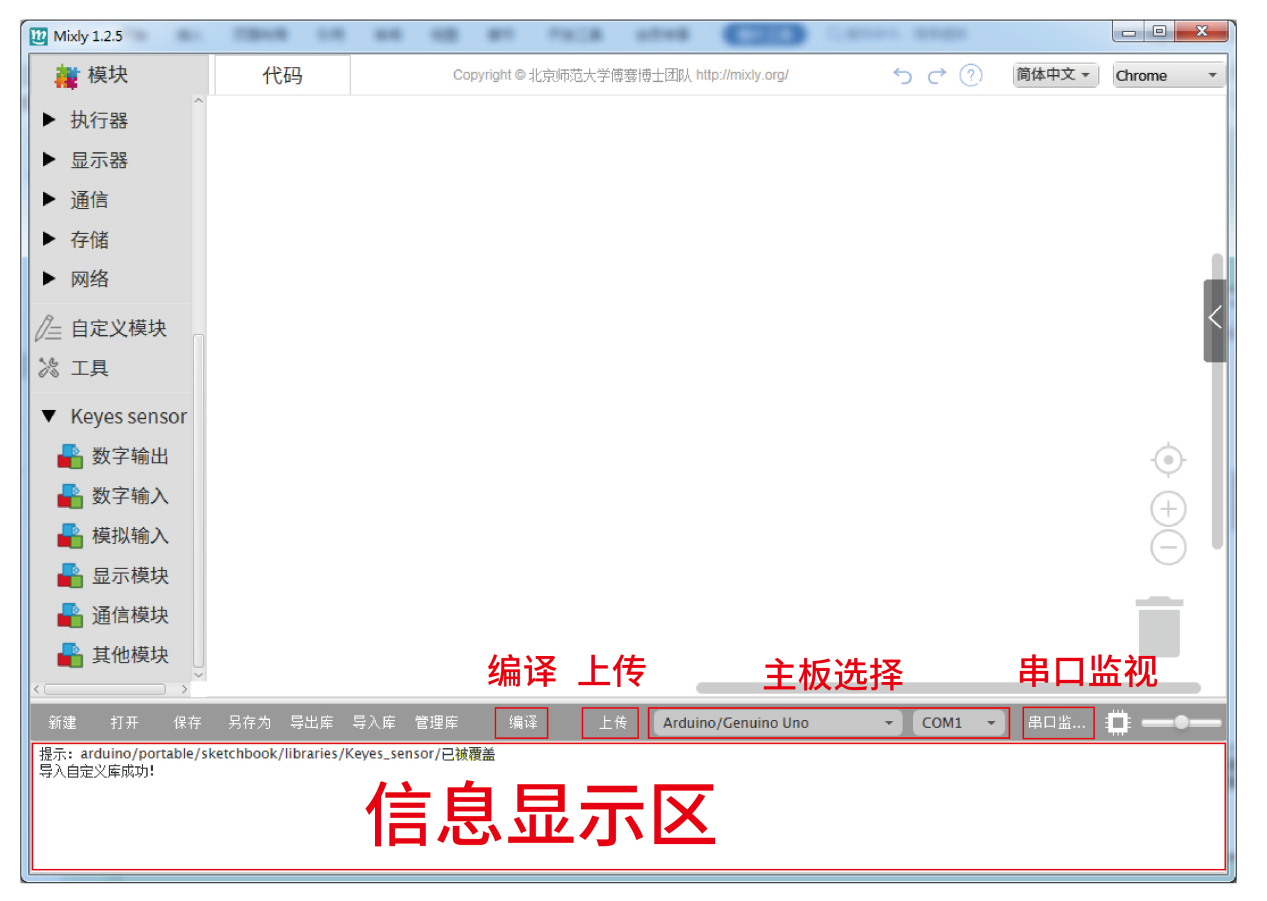 Mixly 1.2.5
模块
代码
Copyright © 北京师范大学傅骞博士团队 http://mixly.org/
简体中文
Chrome
执行器
显示器
通信
存储
网络
自定义模块
工具
Keyes sensor
数字输出
数字输入
模拟输入
显示模块
通信模块
其他模块
编译 上传 主板选择 串口监视
新建 打开 保存 另存为 导出库 导入库 管理库 编译 上传 Arduino/Genuino Uno COM1 串口监...
提示: arduino/portable/sketchbook/libraries/Keyes_sensor/已被覆盖
导入自定义库成功!
信息显示区